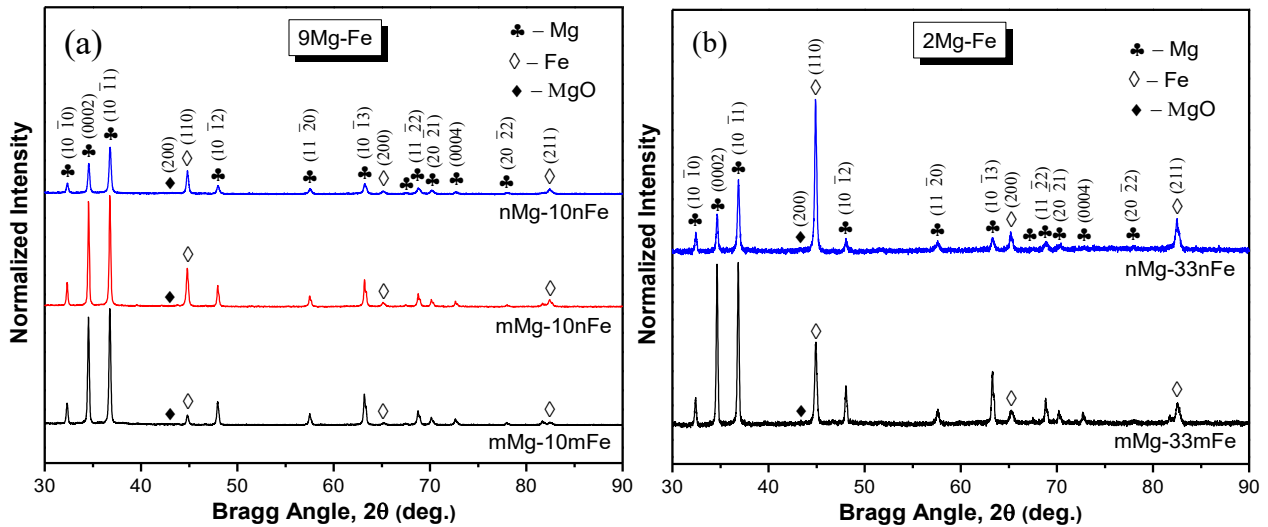 (a)
9Mg-Fe
♣ – Mg
◊ – Fe
♦ – MgO
(10 1̄0)
(0002)
(10 1̄1)
(200)
(110)
(10 1̄2)
(11 2̄0)
(10 1̄3)
(200)
(11 2̄2)
(20 2̄1)
(0004)
(20 2̄2)
(211)
nMg-10nFe
mMg-10nFe
mMg-10mFe
Normalized Intensity
30 40 50 60 70 80 90
Bragg Angle, 2θ (deg.)
(b)
2Mg-Fe
♣ – Mg
◊ – Fe
♦ – MgO
(10 1̄0)
(0002)
(10 1̄1)
(200)
(110)
(10 1̄2)
(11 2̄0)
(10 1̄3)
(200)
(11 2̄2)
(20 2̄1)
(0004)
(20 2̄2)
(211)
nMg-33nFe
mMg-33mFe
Normalized Intensity
30 40 50 60 70 80 90
Bragg Angle, 2θ (deg.)